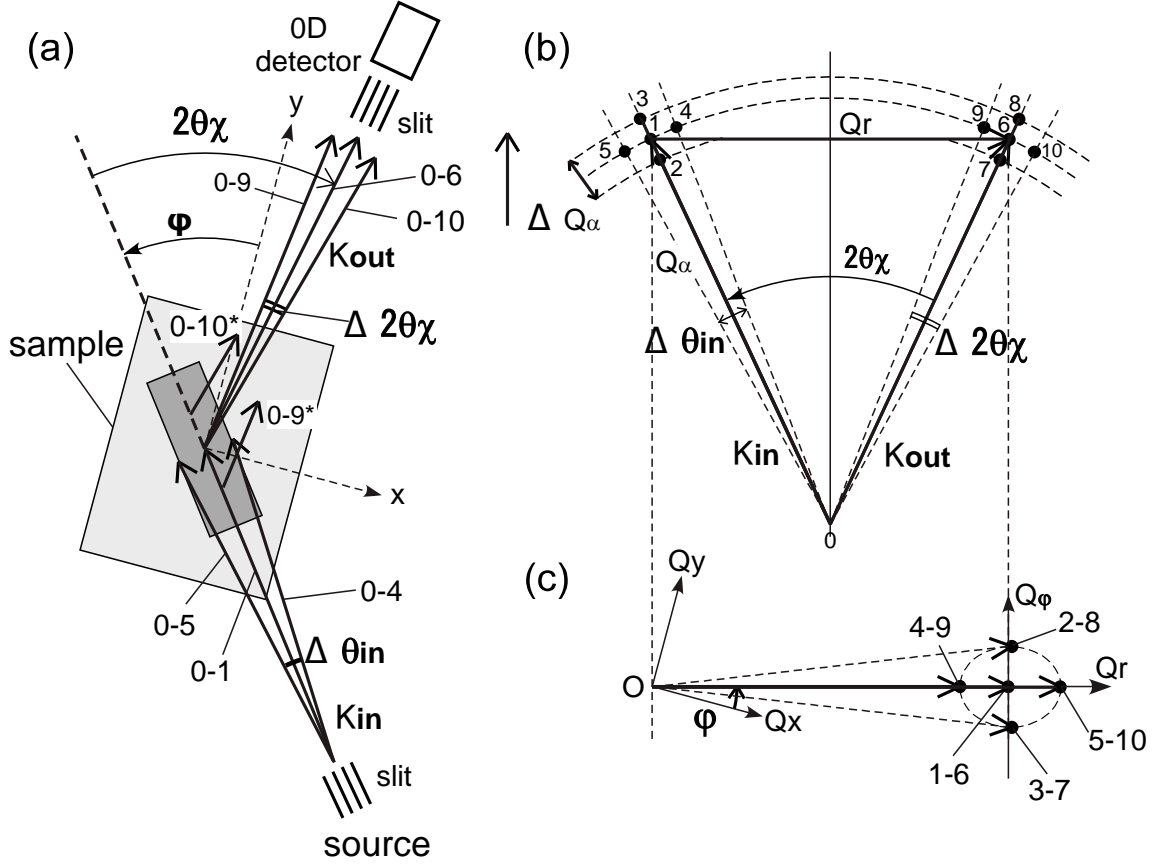 (a)
0D
detector
slit
y
2θχ
0-9
0-6
0-10
φ
Kout
Δ 2θχ
0-10*
sample
0-9*
x
0-5
0-1
0-4
Δ θin
Kin
slit
source
(b)
3
1
4
5
2
Qr
9
8
6
7
10
Δ Qα
Qα
2θχ
Δ θin
Δ 2θχ
Kin
Kout
0
(c)
Qy
Qφ
4-9
2-8
O
Qr
φ
Qx
5-10
1-6
3-7